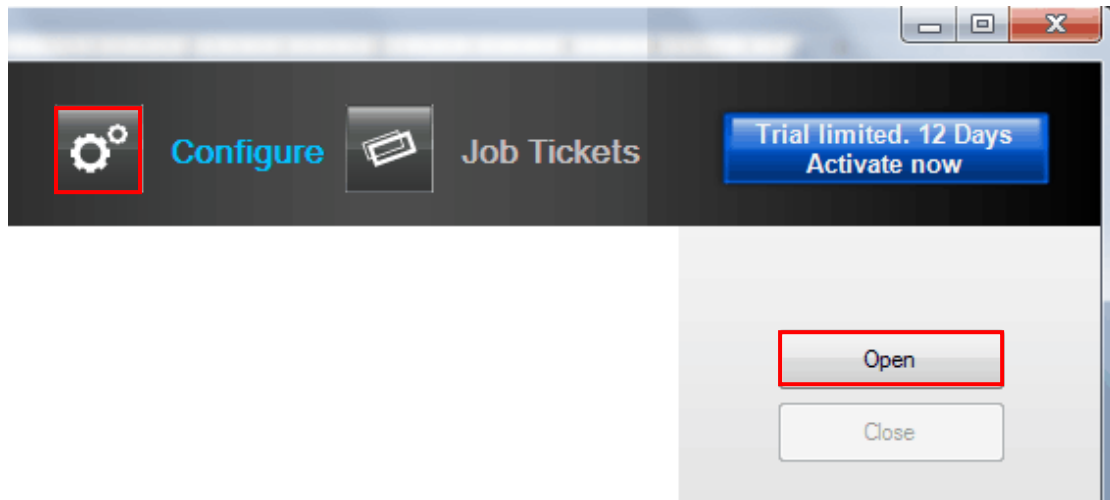 Configure
Job Tickets
Trial limited. 12 Days
Activate now
Open
Close